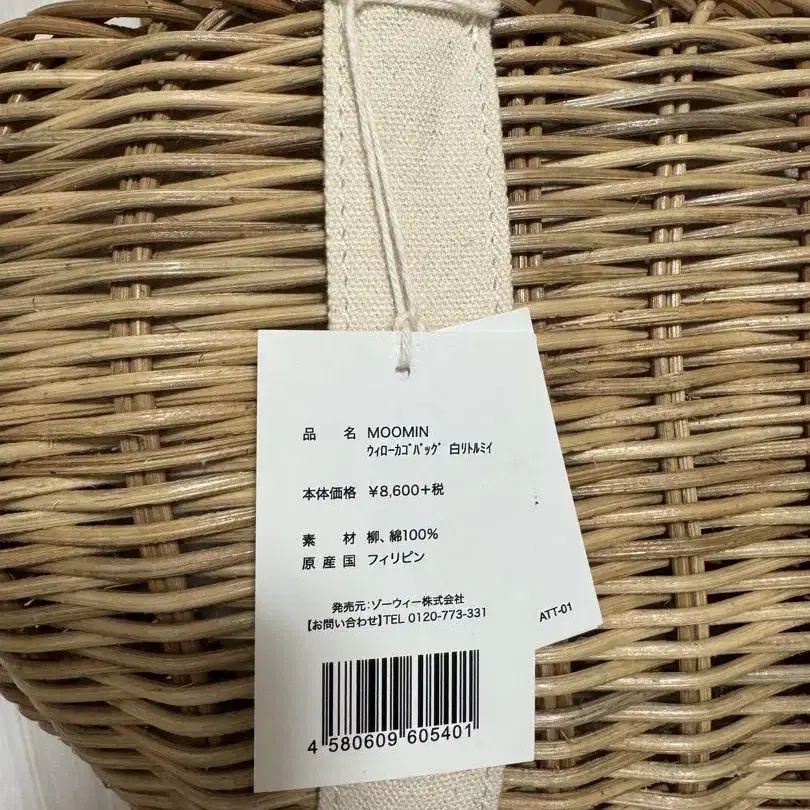 品 名 MOOMIN
ｳｨﾛｰｶｺﾞﾊﾞｯｸﾞ 白ﾘﾄﾙﾐｲ
本体価格 ¥8,600+税
素 材 柳、綿100%
原産国 フィリピン
発売元:ゾーウィー株式会社
【お問い合わせ】TEL 0120-773-331
ATT-01
4 580609 605401